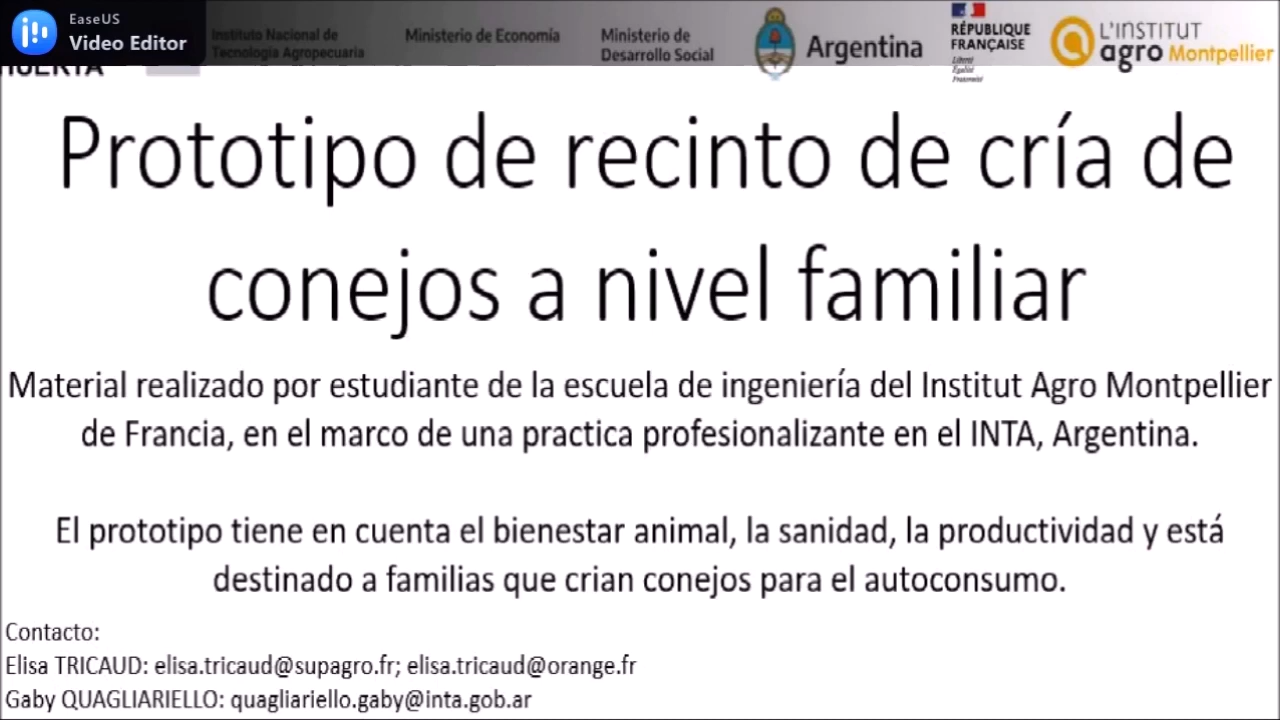 EaseUS
Video Editor
Instituto Nacional de
Tecnología Agropecuaria
Ministerio de Economía
Ministerio de
Desarrollo Social
Argentina
RÉPUBLIQUE
FRANÇAISE
Liberté
Égalité
Fraternité
L'INSTITUT
agro Montpellier
HUERTA
Prototipo de recinto de cría de
conejos a nivel familiar
Material realizado por estudiante de la escuela de ingeniería del Institut Agro Montpellier
de Francia, en el marco de una practica profesionalizante en el INTA, Argentina.
El prototipo tiene en cuenta el bienestar animal, la sanidad, la productividad y está
destinado a familias que crian conejos para el autoconsumo.
Contacto:
Elisa TRICAUD: elisa.tricaud@supagro.fr; elisa.tricaud@orange.fr
Gaby QUAGLIARIELLO: quagliariello.gaby@inta.gob.ar